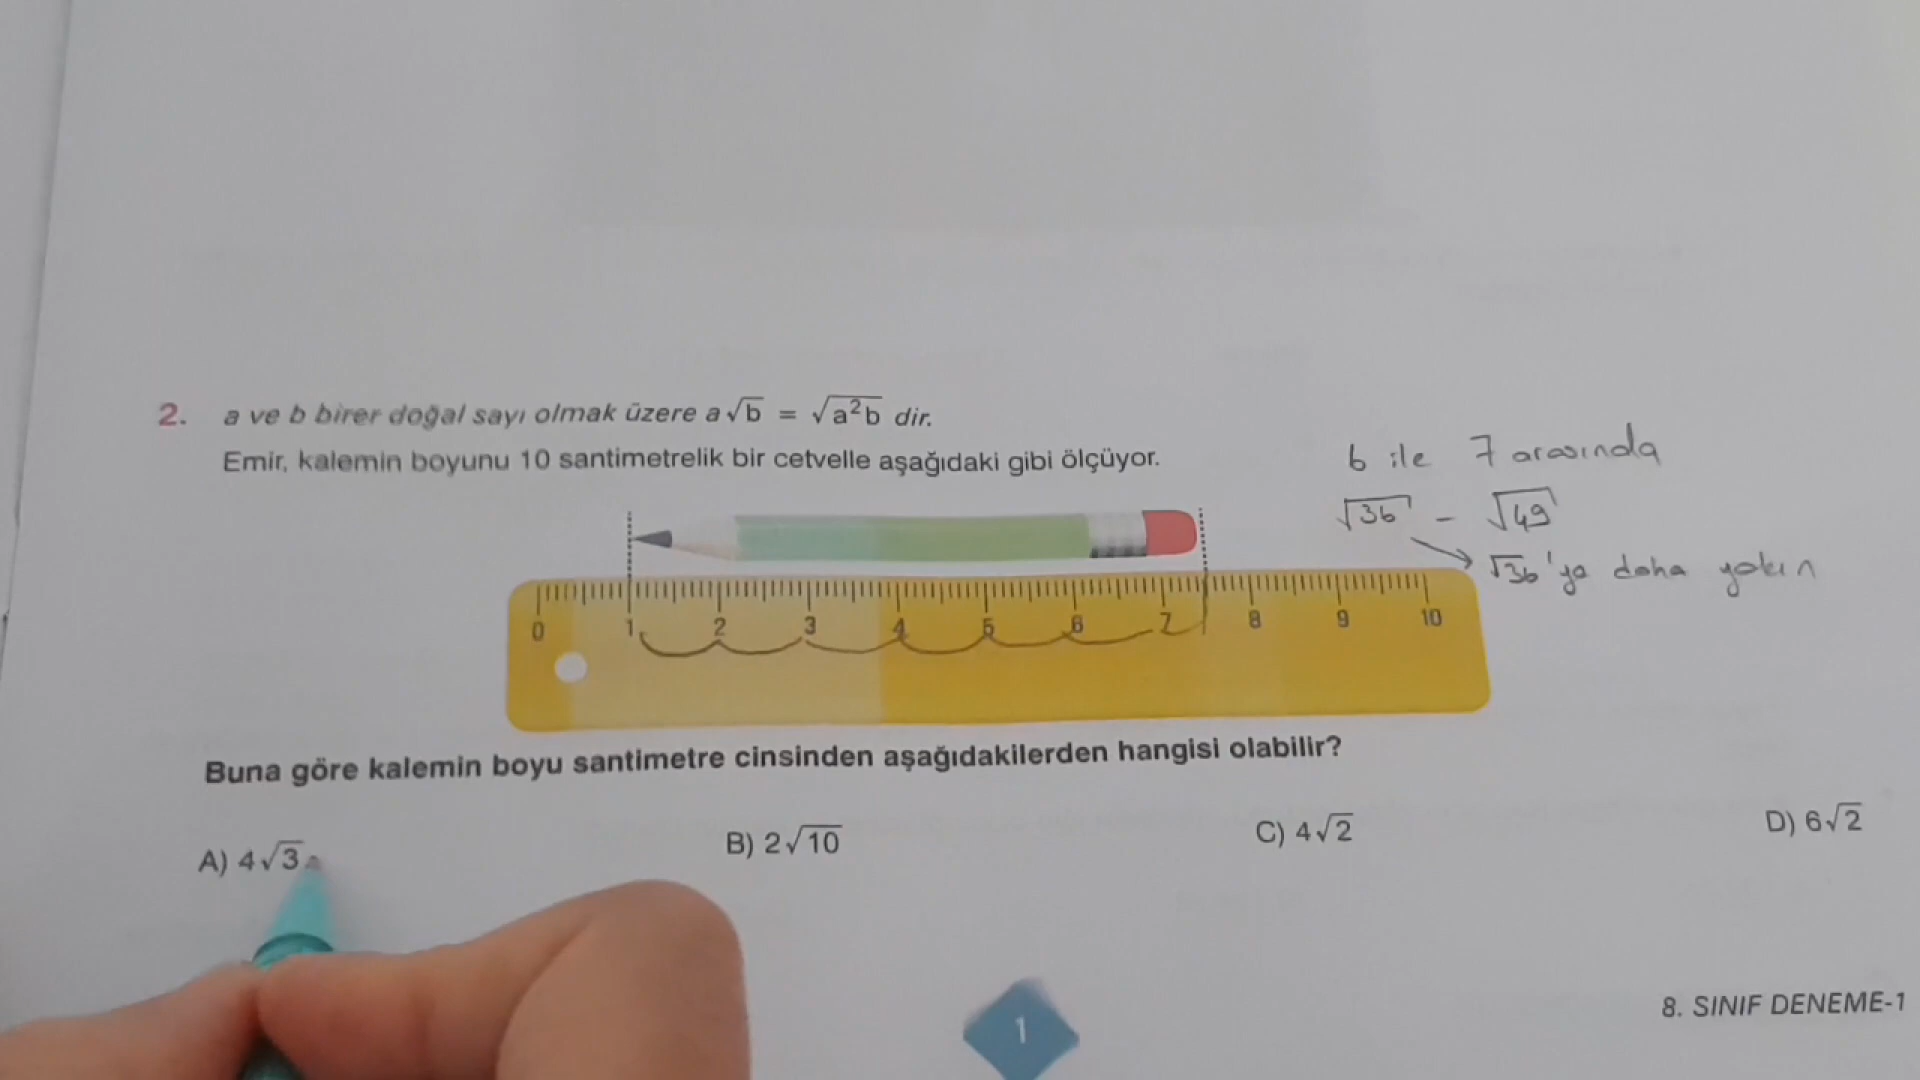 2. a ve b birer doğal sayı olmak üzere a√b = √a²b dir.
Emir, kalemin boyunu 10 santimetrelik bir cetvelle aşağıdaki gibi ölçüyor.
6 ile 7 arasında
√36 - √49
√36'ya daha yakın
0 1 2 3 4 5 6 7 8 9 10
Buna göre kalemin boyu santimetre cinsinden aşağıdakilerden hangisi olabilir?
A) 4√3 B) 2√10 C) 4√2 D) 6√2
1
8. SINIF DENEME-1